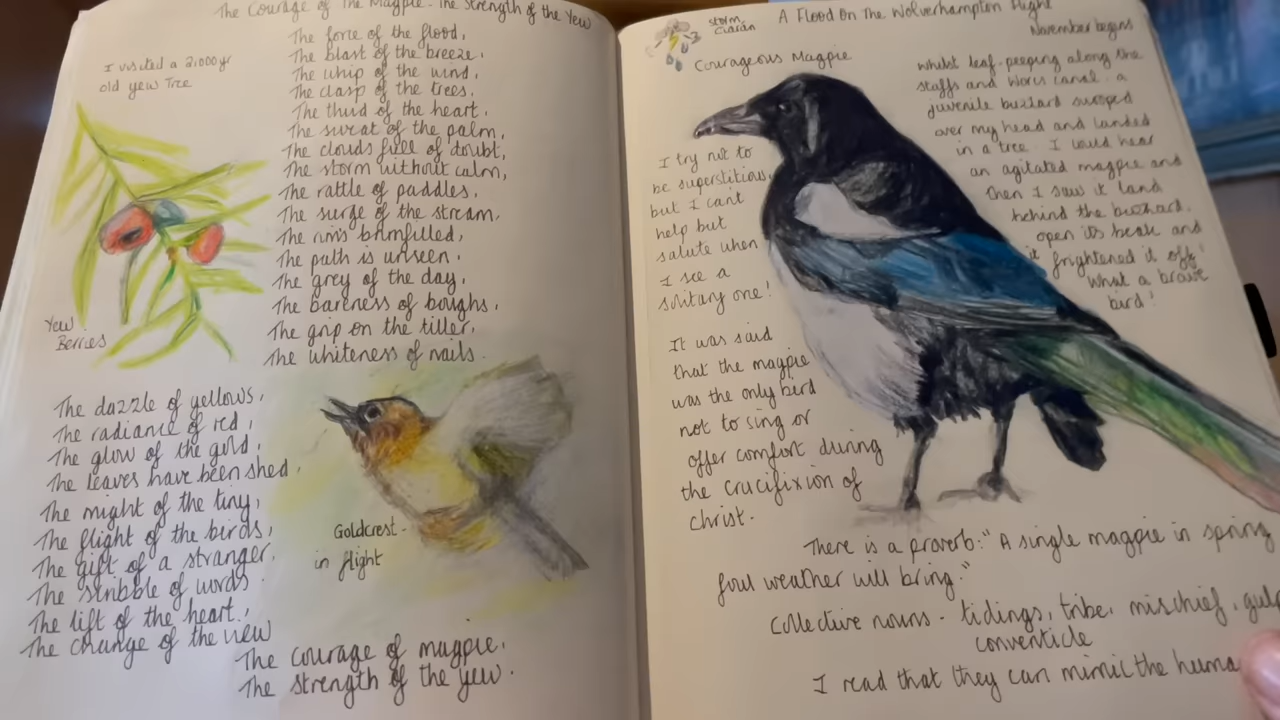 The Courage of The Magpie - The Strength of the Yew
I visited a 2,000 yr
old yew Tree
The force of the flood,
The blast of the breeze.
The whip of the wind,
The clasp of the trees.
The thud of the heart.
The sweat of the palm,
The clouds full of doubt,
The storm without calm,
The rattle of paddles.
The surge of the stream.
The rims brimfilled,
The path is unseen.
The grey of the day,
The bareness of boughs.
The grip on the tiller,
The whiteness of nails.
Yew
Berries
The dazzle of yellows,
The radiance of red,
The glow of the gold,
The leaves have been shed.
The might of the tiny,
The flight of the birds,
The gift of a stranger.
The scribble of words.
The lift of the heart.
The change of the view
Goldcrest -
in flight
The courage of magpie,
The strength of the yew.
Storm
Ciarán
A Flood On The Wolverhampton Flight
November begins
Courageous Magpie
whilst leaf-peeping along the
staffs and Worcs Canal. a
juvenile buzzard swooped
over my head and landed
in a tree. I could hear
an agitated magpie and
then I saw it land
behind the buzzard.
open its beak and
it frightened it off
What a brave
bird!
I try not to
be superstitious,
but I can't
help but
salute when
I see a
solitary one!
It was said
that the magpie
was the only bird
not to sing or
offer comfort during
the crucifixion of
Christ.
There is a proverb: "A single magpie in spring
foul weather will bring."
Collective nouns - tidings, tribe, mischief, gulp
conventicle
I read that they can mimic the huma